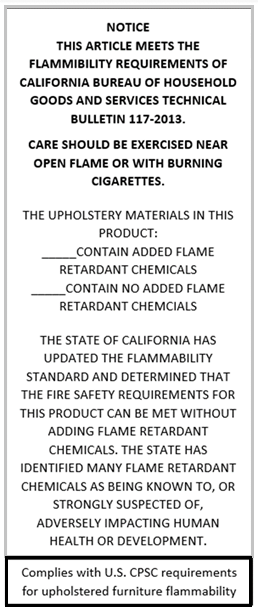 NOTICE
THIS ARTICLE MEETS THE
FLAMMIBILITY REQUIREMENTS OF
CALIFORNIA BUREAU OF HOUSEHOLD
GOODS AND SERVICES TECHNICAL
BULLETIN 117-2013.
CARE SHOULD BE EXERCISED NEAR
OPEN FLAME OR WITH BURNING
CIGARETTES.
THE UPHOLSTERY MATERIALS IN THIS
PRODUCT:
_____CONTAIN ADDED FLAME
RETARDANT CHEMICALS
_____CONTAIN NO ADDED FLAME
RETARDANT CHEMCIALS
THE STATE OF CALIFORNIA HAS
UPDATED THE FLAMMABILITY
STANDARD AND DETERMINED THAT
THE FIRE SAFETY REQUIREMENTS FOR
THIS PRODUCT CAN BE MET WITHOUT
ADDING FLAME RETARDANT
CHEMICALS. THE STATE HAS
IDENTIFIED MANY FLAME RETARDANT
CHEMICALS AS BEING KNOWN TO, OR
STRONGLY SUSPECTED OF,
ADVERSELY IMPACTING HUMAN
HEALTH OR DEVELOPMENT.
Complies with U.S. CPSC requirements
for upholstered furniture flammability